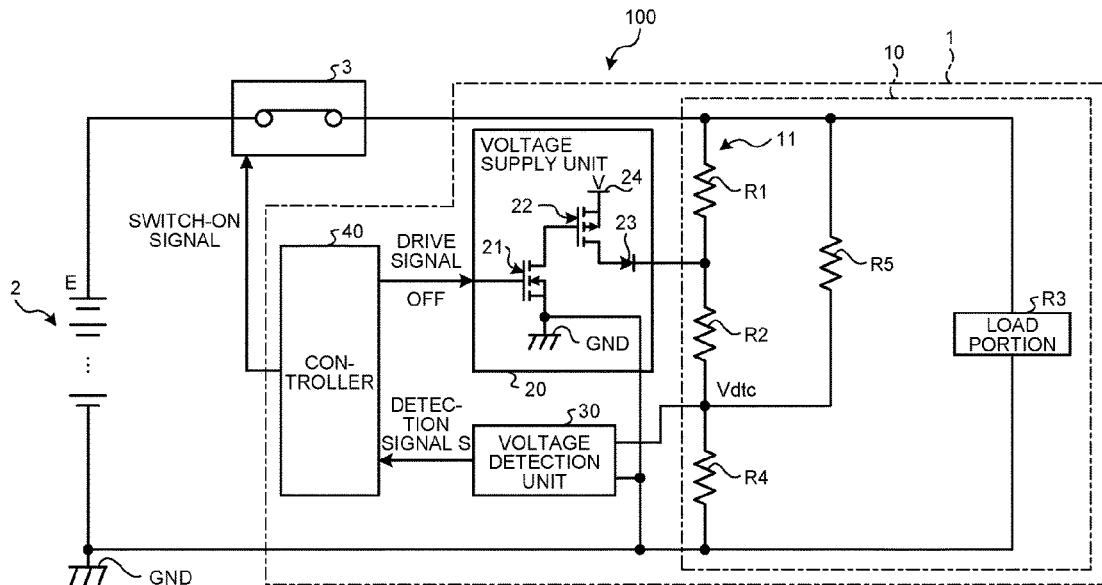 100
1
3
10
VOLTAGE
SUPPLY UNIT
11
V
24
R1
22
SWITCH-ON
SIGNAL
40
DRIVE
SIGNAL
21
23
OFF
R5
2
E
R2
R3
LOAD
PORTION
GND
CON-
TROLLER
20
Vdtc
DETEC-
TION
SIGNAL S
30
VOLTAGE
DETECTION
UNIT
R4
GND